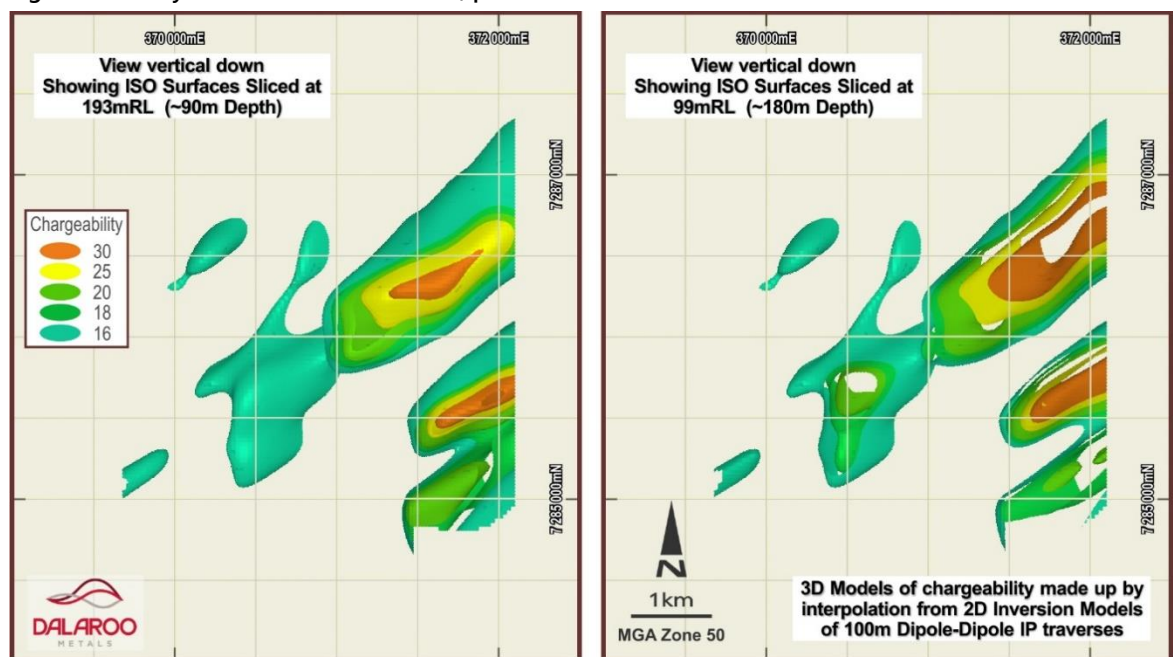 370 000mE
372 000mE
View vertical down
Showing ISO Surfaces Sliced at
193mRL (~90m Depth)
7 287 000mN
Chargeability
30
25
20
18
16
7 285 000mN
DALAROO
METALS
370 000mE
372 000mE
View vertical down
Showing ISO Surfaces Sliced at
99mRL (~180m Depth)
7 287 000mN
7 285 000mN
N
1km
MGA Zone 50
3D Models of chargeability made up by
interpolation from 2D Inversion Models
of 100m Dipole-Dipole IP traverses